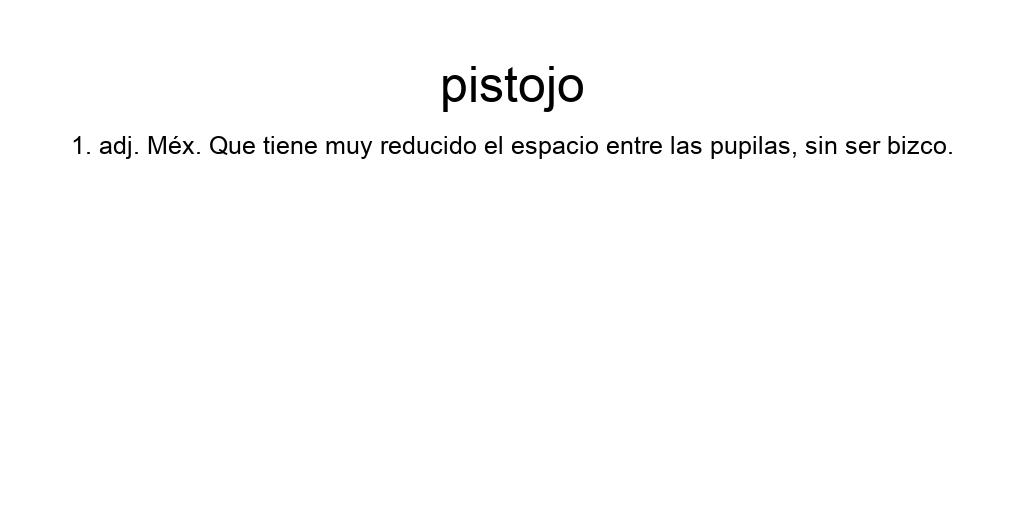 pistojo
1. adj. Méx. Que tiene muy reducido el espacio entre las pupilas, sin ser bizco.